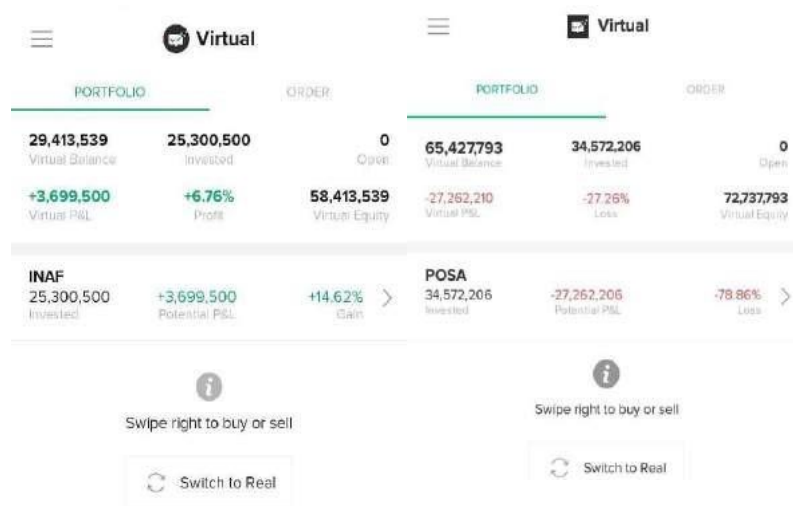 Virtual
PORTFOLIO ORDER
29,413,539 25,300,500 0
Virtual Balance Invested Open
+3,699,500 +6.76% 58,413,539
Virtual P&L Profit Virtual Equity
INAF
25,300,500 +3,699,500 +14.62%
Invested Potential P&L Gain
Swipe right to buy or sell
Switch to Real
Virtual
PORTFOLIO ORDER
65,427,793 34,572,206 0
Virtual Balance Invested Open
-27,262,210 -27.26% 72,737,793
Virtual P&L Loss Virtual Equity
POSA
34,572,206 -27,262,206 -78.86%
Invested Potential P&L Loss
Swipe right to buy or sell
Switch to Real